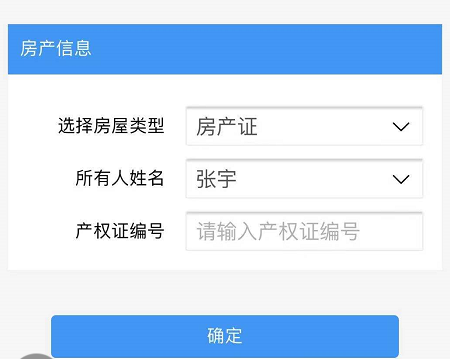 房产信息
选择房屋类型 房产证
所有人姓名 张宇
产权证编号 请输入产权证编号
确定